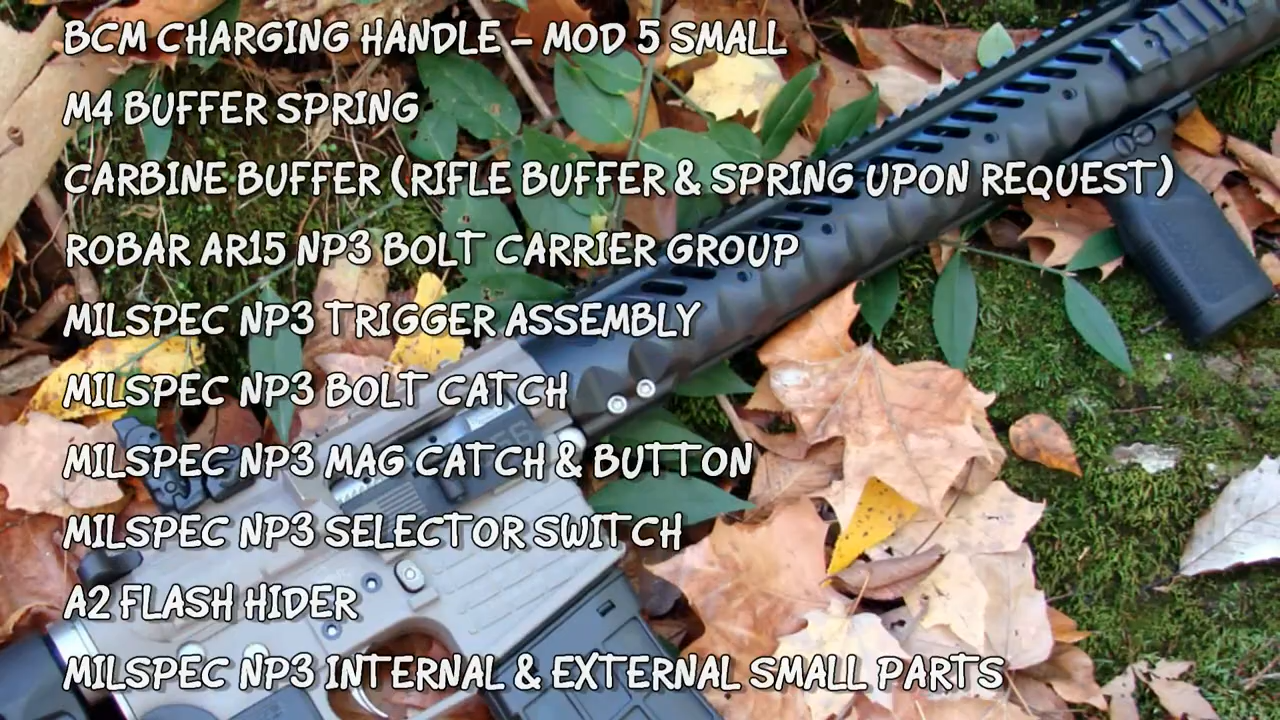 BCM CHARGING HANDLE – MOD 5 SMALL
M4 BUFFER SPRING
CARBINE BUFFER (RIFLE BUFFER & SPRING UPON REQUEST)
ROBAR AR15 NP3 BOLT CARRIER GROUP
MILSPEC NP3 TRIGGER ASSEMBLY
MILSPEC NP3 BOLT CATCH
MILSPEC NP3 MAG CATCH & BUTTON
MILSPEC NP3 SELECTOR SWITCH
A2 FLASH HIDER
MILSPEC NP3 INTERNAL & EXTERNAL SMALL PARTS